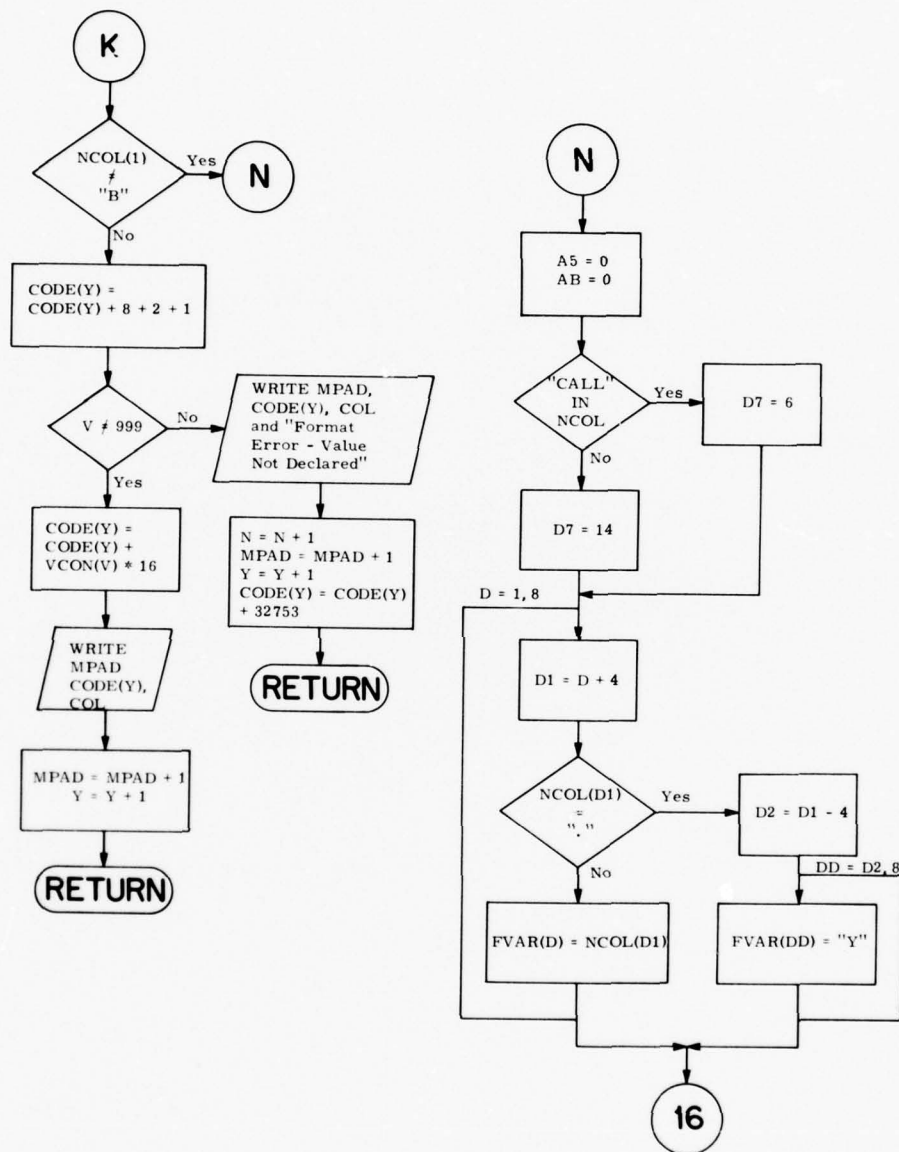 K
NCOL(1)
≠
"B"
Yes
N
No
CODE(Y) =
CODE(Y) + 8 + 2 + 1
V ≠ 999
No
Yes
WRITE MPAD,
CODE(Y), COL
and "Format
Error - Value
Not Declared"
CODE(Y) =
CODE(Y) +
VCON(V) * 16
N = N + 1
MPAD = MPAD + 1
Y = Y + 1
CODE(Y) = CODE(Y)
+ 32753
RETURN
WRITE
MPAD
CODE(Y),
COL
MPAD = MPAD + 1
Y = Y + 1
RETURN
N
A5 = 0
AB = 0
"CALL"
IN
NCOL
Yes
D7 = 6
No
D7 = 14
D = 1, 8
D1 = D + 4
NCOL(D1)
=
"."
Yes
D2 = D1 - 4
No
DD = D2, 8
FVAR(D) = NCOL(D1)
FVAR(DD) = "Y"
16